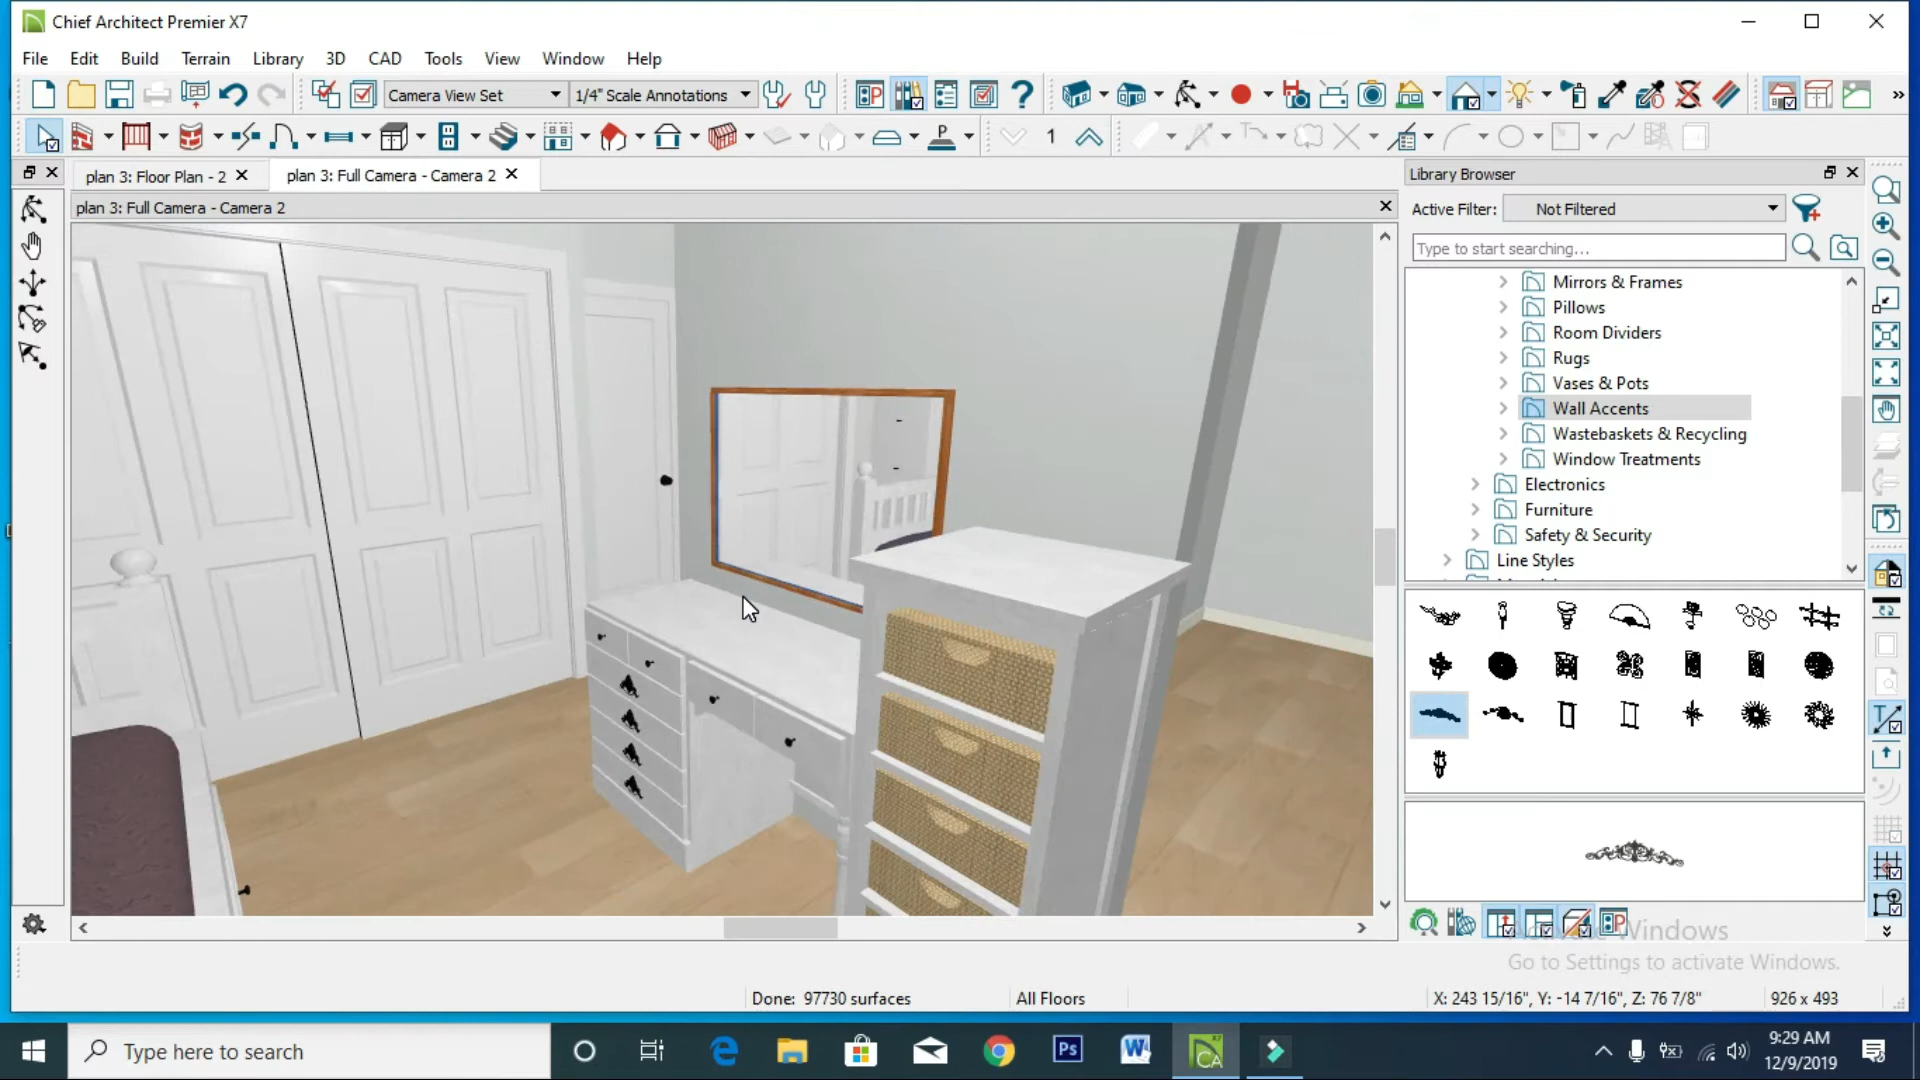 Chief Architect Premier X7
File Edit Build Terrain Library 3D CAD Tools View Window Help
Camera View Set 1/4" Scale Annotations
1
plan 3: Floor Plan - 2 plan 3: Full Camera - Camera 2
plan 3: Full Camera - Camera 2
Library Browser
Active Filter: Not Filtered
Type to start searching...
Mirrors & Frames
Pillows
Room Dividers
Rugs
Vases & Pots
Wall Accents
Wastebaskets & Recycling
Window Treatments
Electronics
Furniture
Safety & Security
Line Styles
Activate Windows
Go to Settings to activate Windows.
Done: 97730 surfaces All Floors X: 243 15/16", Y: -14 7/16", Z: 76 7/8" 926 x 493
Type here to search
Ps
X7
CA
9:29 AM
12/9/2019